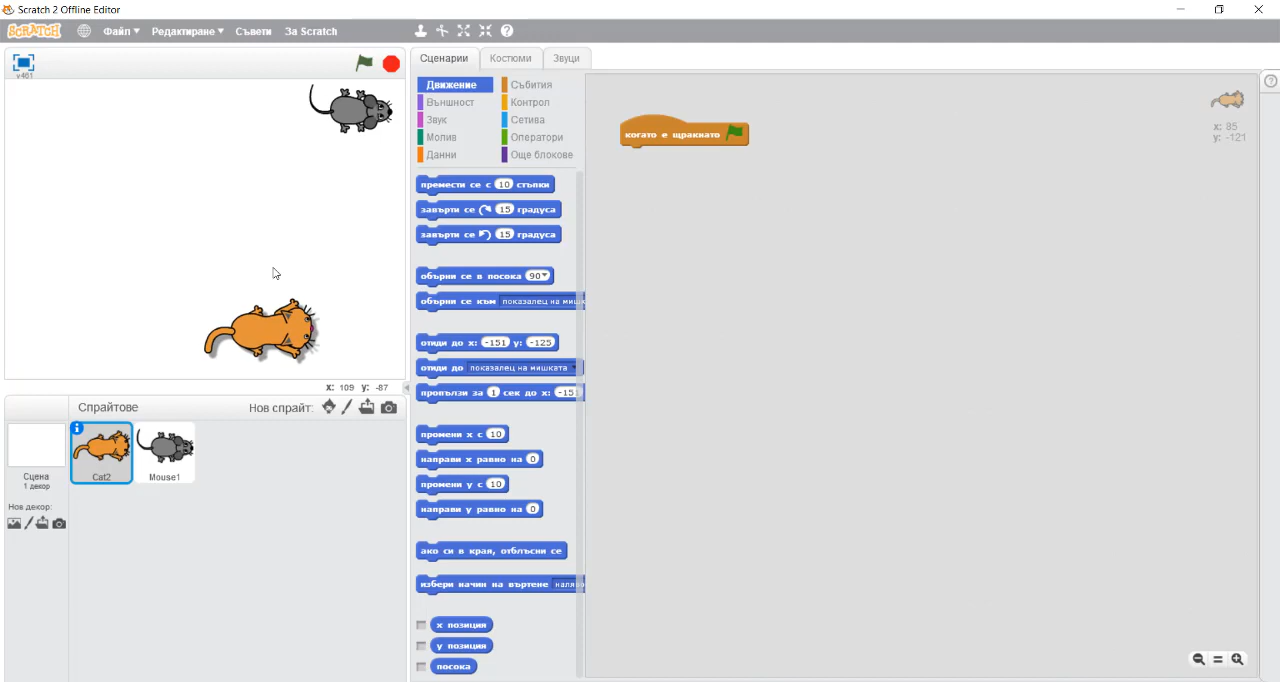 Scratch 2 Offline Editor
SCRATCH
Файл
Редактиране
Съвети
За Scratch
v461
Сценарии
Костюми
Звуци
Движение
Събития
Външност
Контрол
Звук
Сетива
Молив
Оператори
Данни
Още блокове
премести се с 10 стъпки
завърти се 15 градуса
завърти се 15 градуса
обърни се в посока 90
обърни се към показалец на миш
отиди до x: -151 y: -125
отиди до показалец на мишката
пропълзи за 1 сек до x: -151
промени x с 10
направи x равно на 0
промени y с 10
направи y равно на 0
ако си в края, отблъсни се
избери начин на въртене наля
x позиция
y позиция
посока
когато е щракнато
x: 85
y: -121
x: 109 y: -87
Спрайтове
Нов спрайт:
Сцена
1 декор
Нов декор:
Cat2
Mouse1